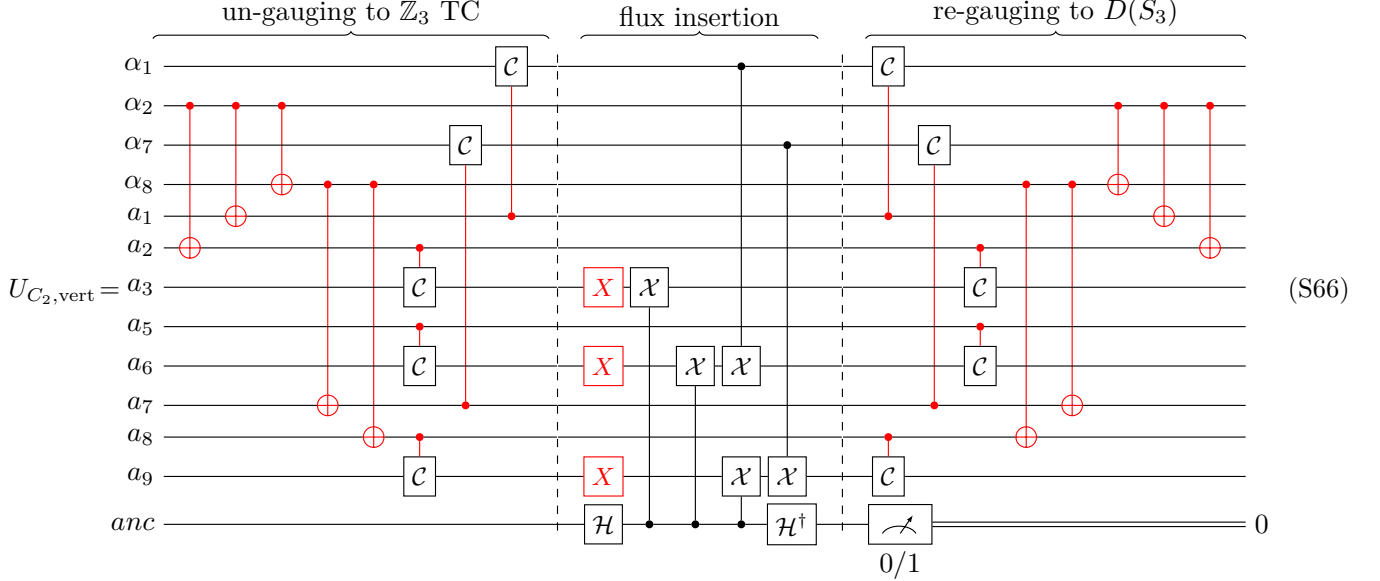 un-gauging to ℤ₃ TC flux insertion re-gauging to D(S₃)
α₁ 𝒞 𝒞
α₂
α₇ 𝒞 𝒞
α₈
a₁
a₂
U_{C₂,vert} = a₃ 𝒞 X 𝒳 𝒞 (S66)
a₅
a₆ 𝒞 X 𝒳 𝒳 𝒞
a₇
a₈
a₉ 𝒞 X 𝒳 𝒳 𝒞
anc ℋ ℋ† 0
0/1